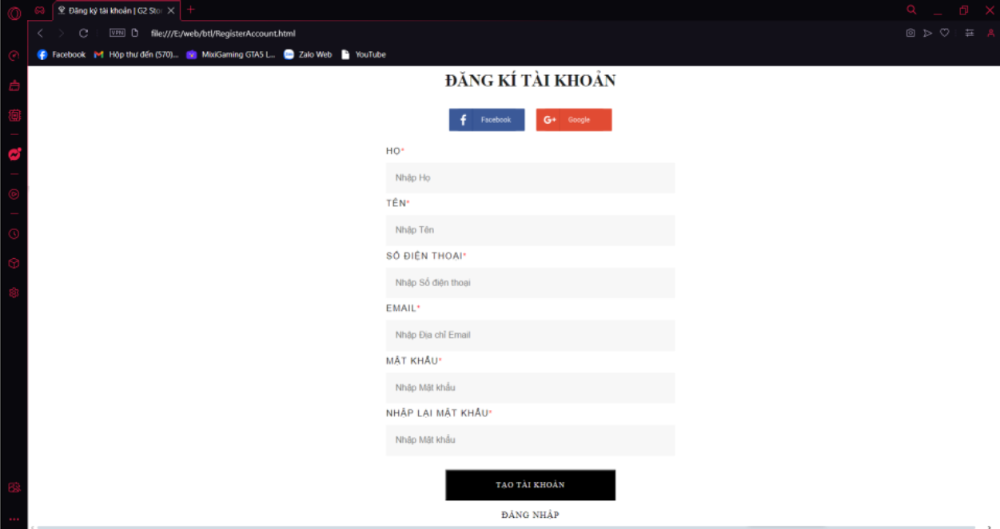 Đăng ký tài khoản | G2 Sto
VPN file:///E:/web/btl/RegisterAccount.html
Facebook Hộp thư đến (570)... MixiGaming GTA5 L... Zalo Web YouTube
ĐĂNG KÍ TÀI KHOẢN
Facebook Google
HỌ*
Nhập Họ
TÊN*
Nhập Tên
SỐ ĐIỆN THOẠI*
Nhập Số điện thoại
EMAIL*
Nhập Địa chỉ Email
MẬT KHẨU*
Nhập Mật khẩu
NHẬP LẠI MẬT KHẨU*
Nhập Mật khẩu
TẠO TÀI KHOẢN
ĐĂNG NHẬP